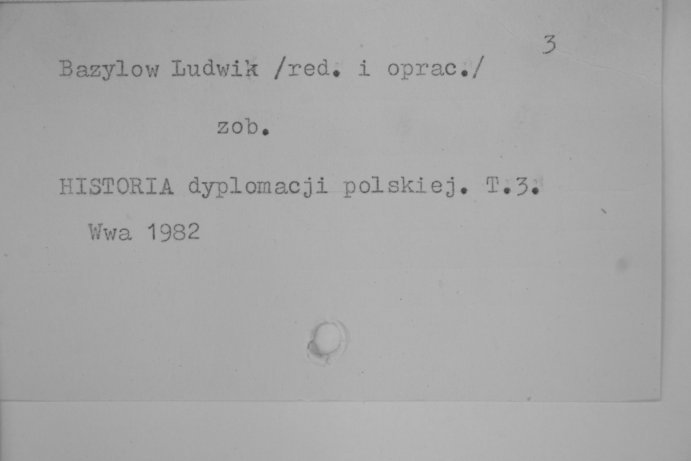 3
Bazylow Ludwik /red. i oprac./
zob.
HISTORIA dyplomacji polskiej. T.3.
Wwa 1982